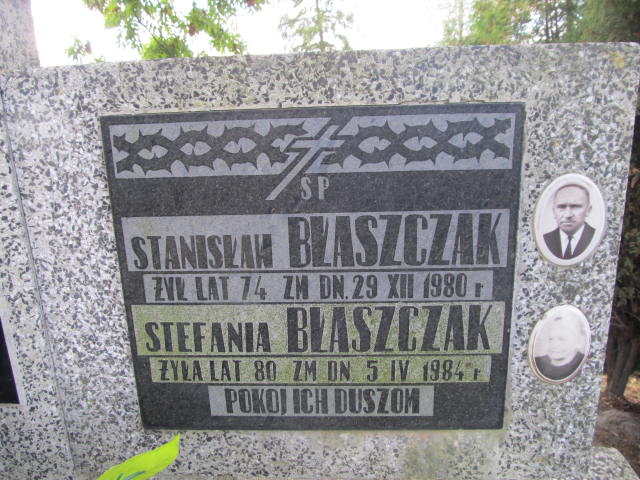 ŚP
STANISŁAW BŁASZCZAK
ŻYŁ LAT 74 ZM DN. 29 XII 1980 r
STEFANIA BŁASZCZAK
ŻYŁA LAT 80 ZM DN. 5 IV 1984 r
POKÓJ ICH DUSZOM